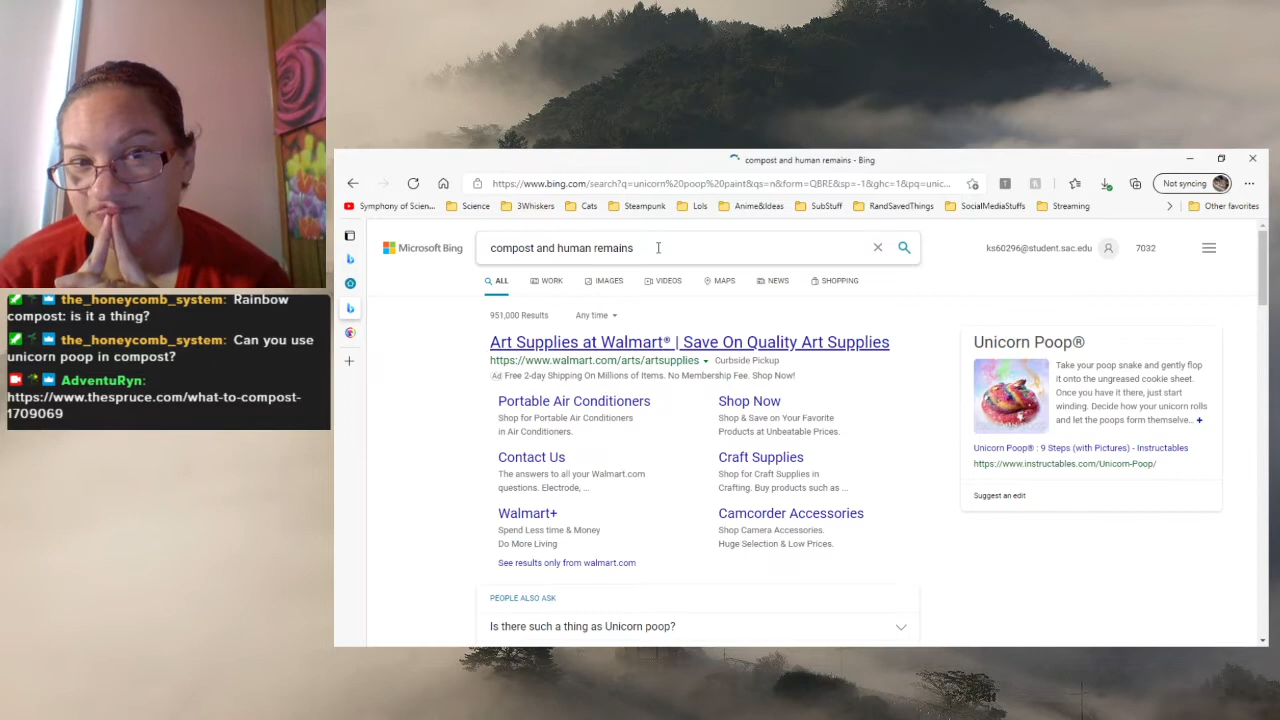 the_honeycomb_system: Rainbow
compost: is it a thing?
the_honeycomb_system: Can you use
unicorn poop in compost?
AdventuRyn:
https://www.thespruce.com/what-to-compost-
1709069
compost and human remains - Bing
https://www.bing.com/search?q=unicorn%20poop%20paint&qs=n&form=QBRE&sp=-1&ghc=1&pq=unic...
Not syncing
Symphony of Scien...
Science
3Whiskers
Cats
Steampunk
Lols
Anime&Ideas
SubStuff
RandSavedThings
SocialMediaStuffs
Streaming
Other favorites
Microsoft Bing
compost and human remains
ks60296@student.sac.edu
7032
ALL
WORK
IMAGES
VIDEOS
MAPS
NEWS
SHOPPING
951,000 Results
Any time
Art Supplies at Walmart® | Save On Quality Art Supplies
https://www.walmart.com/arts/artsupplies
Curbside Pickup
Ad Free 2-day Shipping On Millions of Items. No Membership Fee. Shop Now!
Portable Air Conditioners
Shop for Portable Air Conditioners
in Air Conditioners.
Shop Now
Shop & Save on Your Favorite
Products at Unbeatable Prices.
Contact Us
The answers to all your Walmart.com
questions. Electrode, ...
Craft Supplies
Shop for Craft Supplies in
Crafting. Buy products such as ...
Walmart+
Spend Less time & Money
Do More Living
Camcorder Accessories
Shop Camera Accessories.
Huge Selection & Low Prices.
See results only from walmart.com
PEOPLE ALSO ASK
Is there such a thing as Unicorn poop?
Unicorn Poop®
Take your poop snake and gently flop
it onto the ungreased cookie sheet.
Once you have it there, just start
winding. Decide how your unicorn rolls
and let the poops form themselve... +
Unicorn Poop® : 9 Steps (with Pictures) - Instructables
https://www.instructables.com/Unicorn-Poop/
Suggest an edit